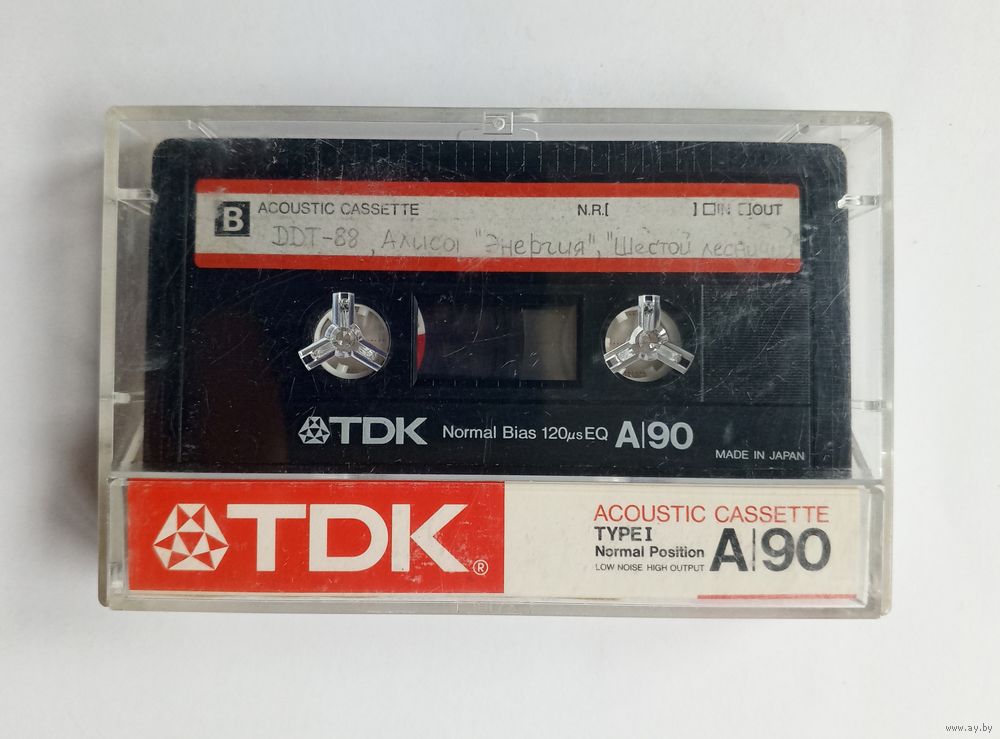 B ACOUSTIC CASSETTE N.R.[ ] IN OUT
DDT-88, Алиса "Энергия", "Шестой лесничий"
TDK Normal Bias 120µs EQ A|90
MADE IN JAPAN
TDK®
ACOUSTIC CASSETTE
TYPE I
Normal Position
LOW NOISE HIGH OUTPUT
A|90
www.ay.by